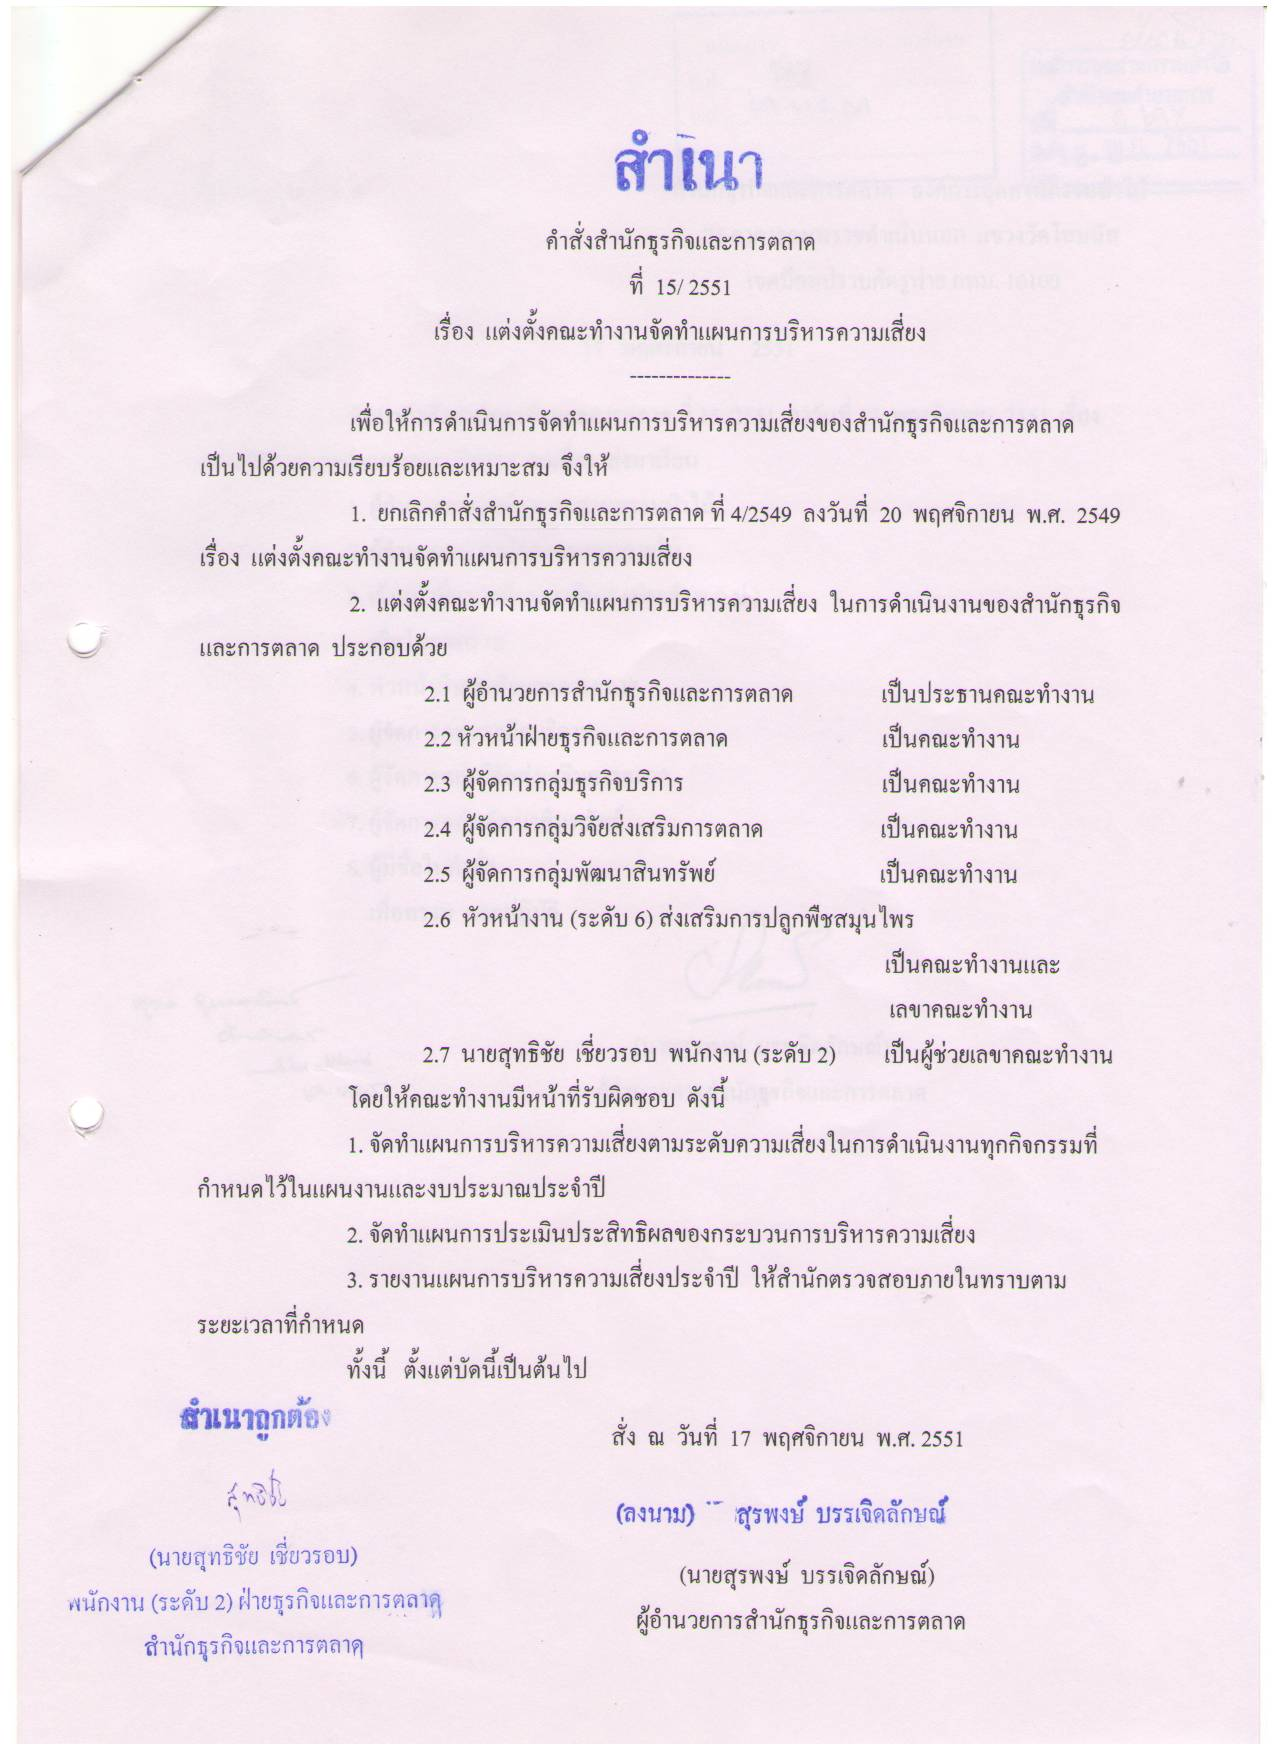 สำเนา
คำสั่งสำนักธุรกิจและการตลาด
ที่ 15/ 2551
เรื่อง แต่งตั้งคณะทำงานจัดทำแผนการบริหารความเสี่ยง
--------------
เพื่อให้การดำเนินการจัดทำแผนการบริหารความเสี่ยงของสำนักธุรกิจและการตลาด
เป็นไปด้วยความเรียบร้อยและเหมาะสม จึงให้
1. ยกเลิกคำสั่งสำนักธุรกิจและการตลาด ที่ 4/2549 ลงวันที่ 20 พฤศจิกายน พ.ศ. 2549
เรื่อง แต่งตั้งคณะทำงานจัดทำแผนการบริหารความเสี่ยง
2. แต่งตั้งคณะทำงานจัดทำแผนการบริหารความเสี่ยง ในการดำเนินงานของสำนักธุรกิจ
และการตลาด ประกอบด้วย
2.1 ผู้อำนวยการสำนักธุรกิจและการตลาด เป็นประธานคณะทำงาน
2.2 หัวหน้าฝ่ายธุรกิจและการตลาด เป็นคณะทำงาน
2.3 ผู้จัดการกลุ่มธุรกิจบริการ เป็นคณะทำงาน
2.4 ผู้จัดการกลุ่มวิจัยส่งเสริมการตลาด เป็นคณะทำงาน
2.5 ผู้จัดการกลุ่มพัฒนาสินทรัพย์ เป็นคณะทำงาน
2.6 หัวหน้างาน (ระดับ 6) ส่งเสริมการปลูกพืชสมุนไพร
เป็นคณะทำงานและ
เลขาคณะทำงาน
2.7 นายสุทธิชัย เชี่ยวรอบ พนักงาน (ระดับ 2) เป็นผู้ช่วยเลขาคณะทำงาน
โดยให้คณะทำงานมีหน้าที่รับผิดชอบ ดังนี้
1. จัดทำแผนการบริหารความเสี่ยงตามระดับความเสี่ยงในการดำเนินงานทุกกิจกรรมที่
กำหนดไว้ในแผนงานและงบประมาณประจำปี
2. จัดทำแผนการประเมินประสิทธิผลของกระบวนการบริหารความเสี่ยง
3. รายงานแผนการบริหารความเสี่ยงประจำปี ให้สำนักตรวจสอบภายในทราบตาม
ระยะเวลาที่กำหนด
ทั้งนี้ ตั้งแต่บัดนี้เป็นต้นไป
สำเนาถูกต้อง
สั่ง ณ วันที่ 17 พฤศจิกายน พ.ศ. 2551
สุทธิชัย
(ลงนาม) สุรพงษ์ บรรเจิดลักษณ์
(นายสุทธิชัย เชี่ยวรอบ)
(นายสุรพงษ์ บรรเจิดลักษณ์)
พนักงาน (ระดับ 2) ฝ่ายธุรกิจและการตลาด
ผู้อำนวยการสำนักธุรกิจและการตลาด
สำนักธุรกิจและการตลาด